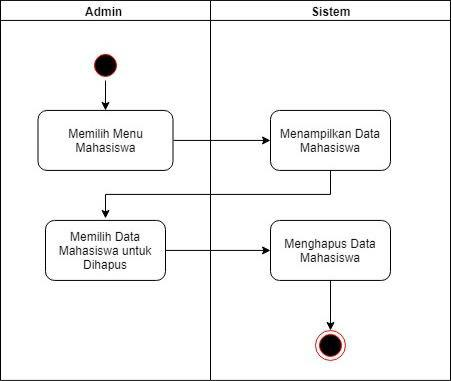 Admin
Sistem
Memilih Menu
Mahasiswa
Menampilkan Data
Mahasiswa
Memilih Data
Mahasiswa untuk
Dihapus
Menghapus Data
Mahasiswa